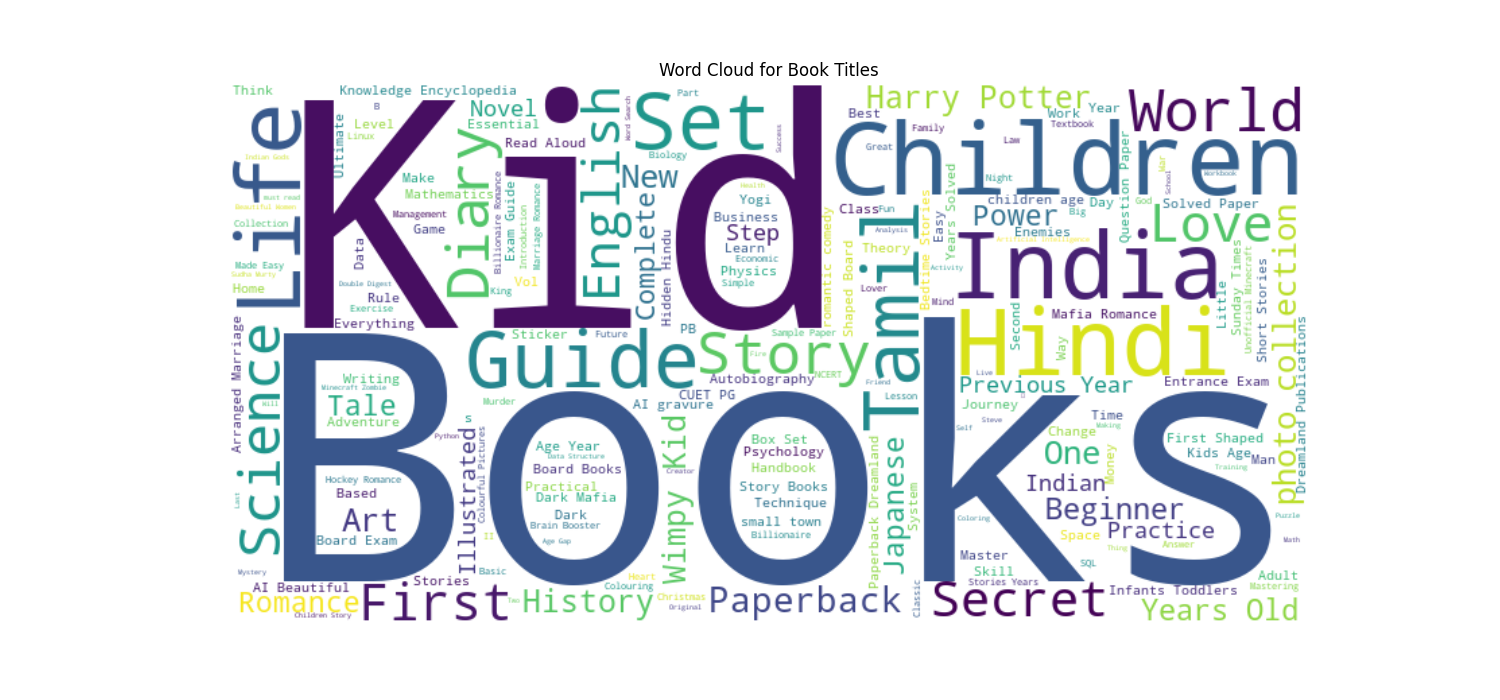 Word Cloud for Book Titles
Think
Knowledge Encyclopedia
B
Level
Linux
Ultimate
Novel
Essential
Read Aloud
English
Word Search
Part
Set
Biology
Success
Harry Potter
Best
Family
Work
Year
Textbook
Law
Great
World
Children
Life
Indian Gods
Must read
Beautiful Women
Collection
Made Easy
Sudha Murty
Home
Kid
Make
Mathematics
Management
Game
Data
Double Digest
Rule
Exercise
Everything
Diary
Billionaire Romance
Exam Guide
Introduction
Marriage Romance
King
Vol
New
Complete
Hidden Hindu
Health
Yogi
Business
Step
Learn
Economic
Physics
Simple
romantic comedy
Shaped Board
Class
Fun
Analysis
Theory
Lover
Tamil
Bedtime Stories
Easy
Years Solved
Activity
Mind
Night
children age
Power
Big
Day
Enemies
Artificial Intelligence
Question Paper
God
War
School
Workbook
Solved Paper
Love
India
Little
Sunday Times
Unofficial Minecraft
Short Stories
photo collection
Dreamland Publications
Mafia Romance
Second
Way
Hindi
Sticker
Future
PB
Sample Paper
Guide
Story
Fire
NCERT
Autobiography
Friend
Lesson
Live
Previous Year
Entrance Exam
Arranged Marriage
Science
Will
Last
Mystery
Books
Writing
Minecraft Zombie
Tale
Adventure
Hockey Romance
Based
Art
Board Exam
Murder
s
Python
Illustrated
Colourful Pictures
II
Basic
AI gravure
CUET PG
Age Year
Data Structure
Board Books
Practical
Dark Mafia
Dark
Brain Booster
Age Gap
Wimpy Kid
Creator
Box Set
Psychology
Handbook
Story Books
Technique
small town
Billionaire
Paperback Dreamland
Japanese
System
Classic
Journey
Self
Steve
Time
Waking
Change
One
Money
Indian
Beginner
Space
Practice
Coloring
Thing
Answer
First Shaped
Kids Age
Man
Training
Puzzle
Math
Master
Skill
SQL
Stories Years
Infants Toddlers
Adult
Mastering
AI Beautiful
Stories
Romance
Children Story
First
Two
History
Colouring
Heart
Christmas
Original
Paperback
Secret
Years Old